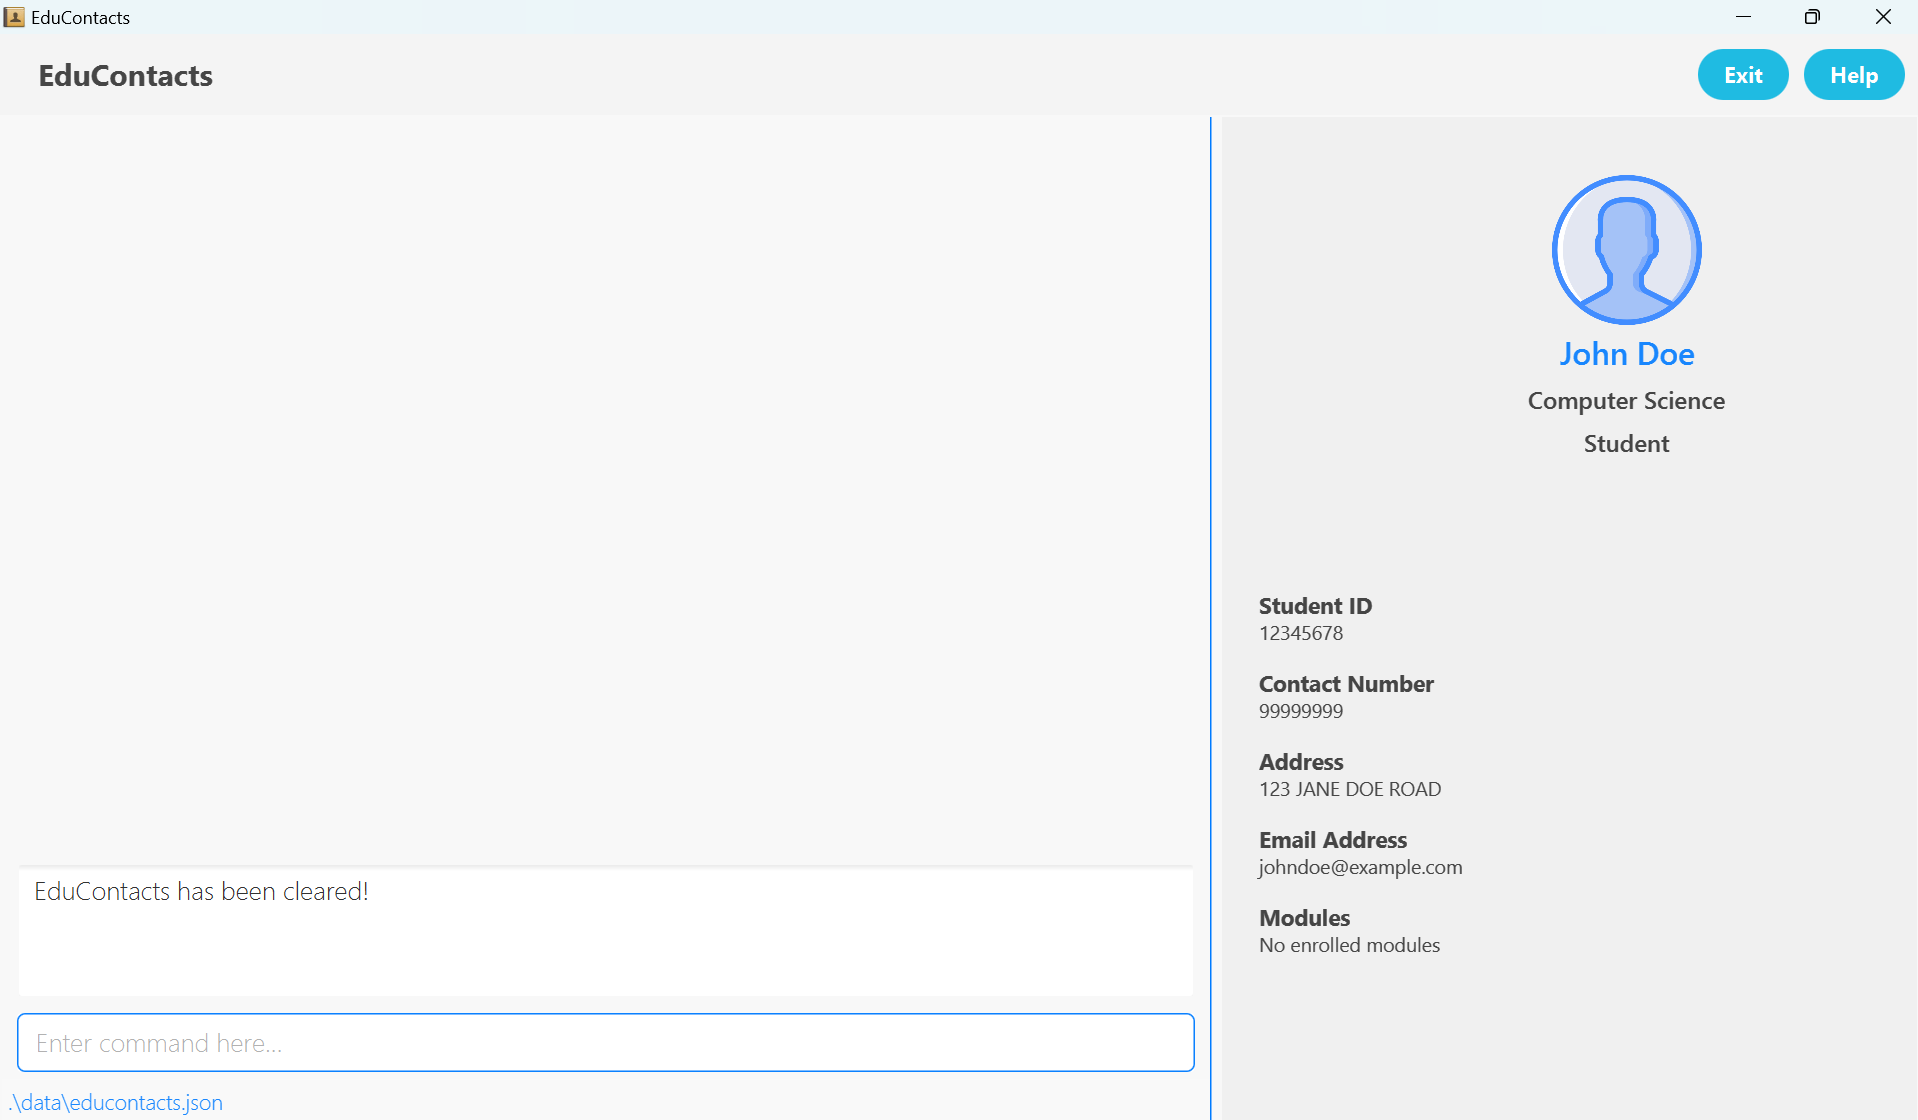 EduContacts
EduContacts
Exit
Help
EduContacts has been cleared!
Enter command here...
.\data\educontacts.json
John Doe
Computer Science
Student
Student ID
12345678
Contact Number
99999999
Address
123 JANE DOE ROAD
Email Address
johndoe@example.com
Modules
No enrolled modules